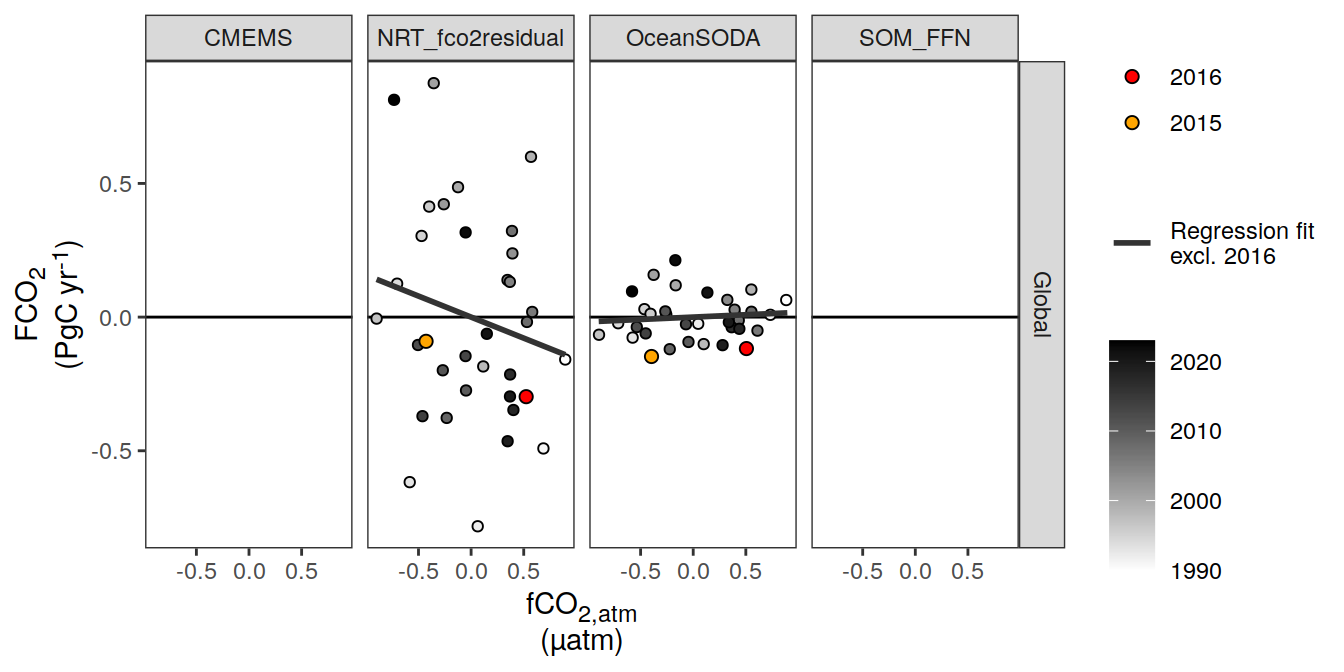 CMEMS NRT_fco2residual OceanSODA SOM_FFN
2016
2015
0.5
0.0
-0.5
FCO2
(PgC yr-1)
Global
Regression fit
excl. 2016
2020
2010
2000
1990
-0.5 0.0 0.5 -0.5 0.0 0.5 -0.5 0.0 0.5 -0.5 0.0 0.5
fCO2,atm
(µatm)